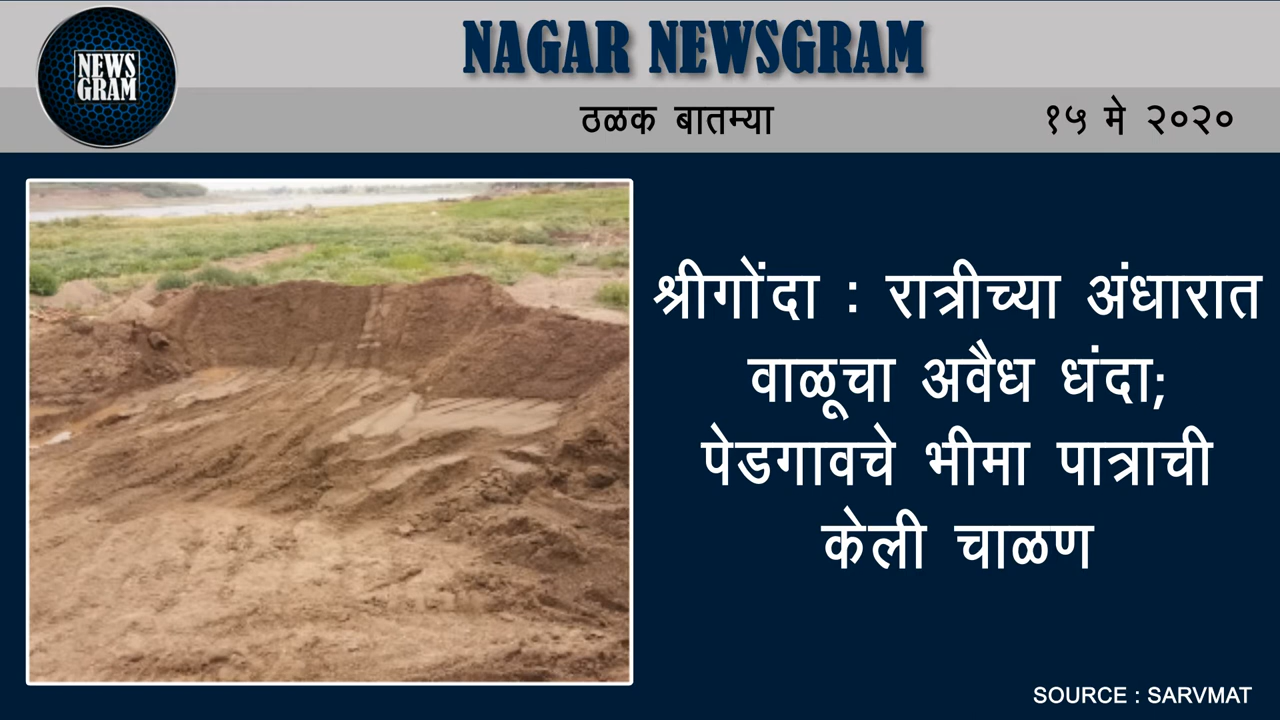 NEWS
GRAM
NAGAR NEWSGRAM
ठळक बातम्या
१५ मे २०२०
श्रीगोंदा : रात्रीच्या अंधारात
वाळूचा अवैध धंदा;
पेडगावचे भीमा पात्राची
केली चाळण
SOURCE : SARVMAT